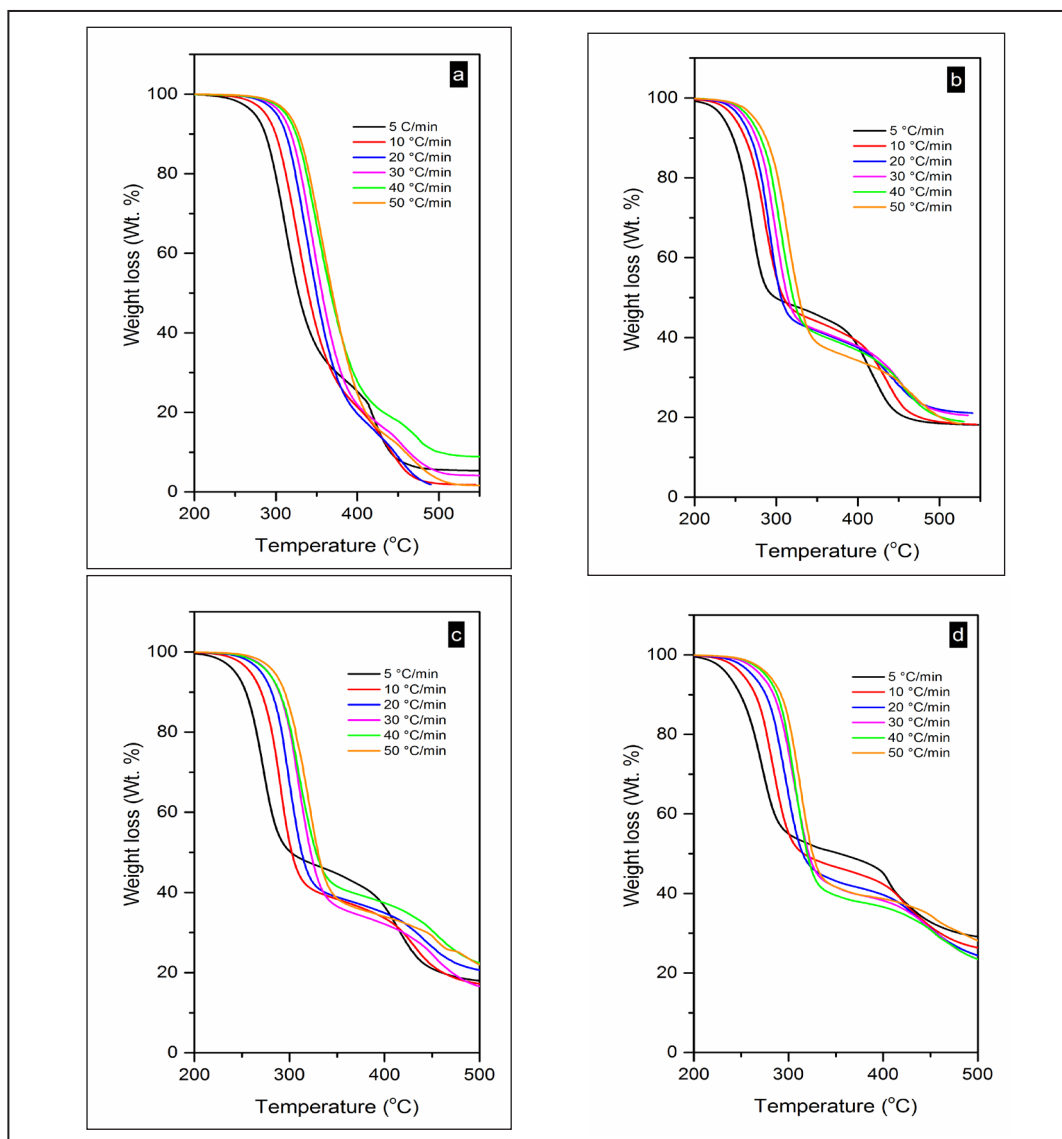 a
100
80
60
40
20
0
Weight loss (Wt. %)
5 C/min
10 °C/min
20 °C/min
30 °C/min
40 °C/min
50 °C/min
200 300 400 500
Temperature (°C)
b
100
80
60
40
20
0
Weight loss (Wt. %)
5 °C/min
10 °C/min
20 °C/min
30 °C/min
40 °C/min
50 °C/min
200 300 400 500
Temperature (°C)
c
100
80
60
40
20
0
Weight loss (Wt. %)
5 °C/min
10 °C/min
20 °C/min
30 °C/min
40 °C/min
50 °C/min
200 300 400 500
Temperature (°C)
d
100
80
60
40
20
0
Weight loss (Wt. %)
5 °C/min
10 °C/min
20 °C/min
30 °C/min
40 °C/min
50 °C/min
200 300 400 500
Temperature (°C)